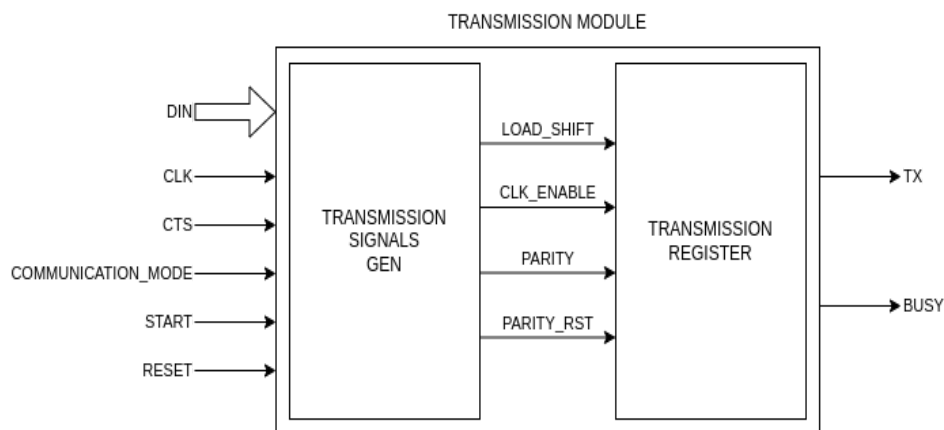 TRANSMISSION MODULE
DIN
CLK
CTS
COMMUNICATION_MODE
START
RESET
TRANSMISSION
SIGNALS
GEN
LOAD_SHIFT
CLK_ENABLE
PARITY
PARITY_RST
TRANSMISSION
REGISTER
TX
BUSY